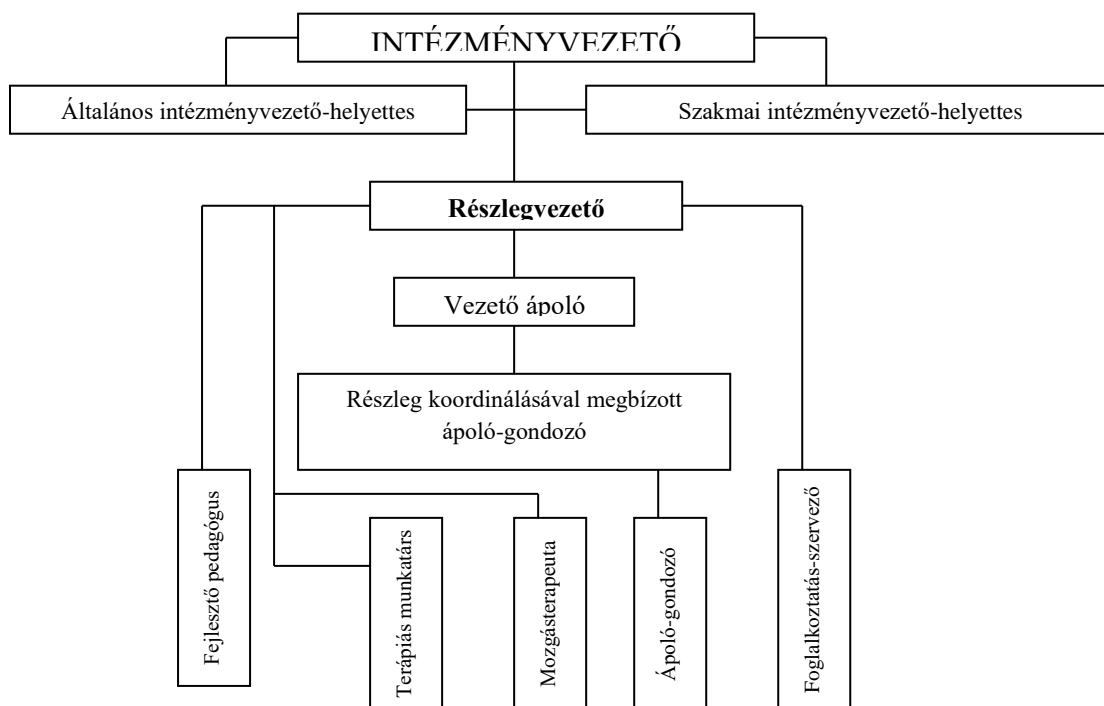 INTÉZMÉNYVEZETŐ
Általános intézményvezető-helyettes
Szakmai intézményvezető-helyettes
Részlegvezető
Vezető ápoló
Részleg koordinálásával megbízott
ápoló-gondozó
Fejlesztő pedagógus
Terápiás munkatárs
Mozgásterapeuta
Ápoló-gondozó
Foglalkoztatás-szervező